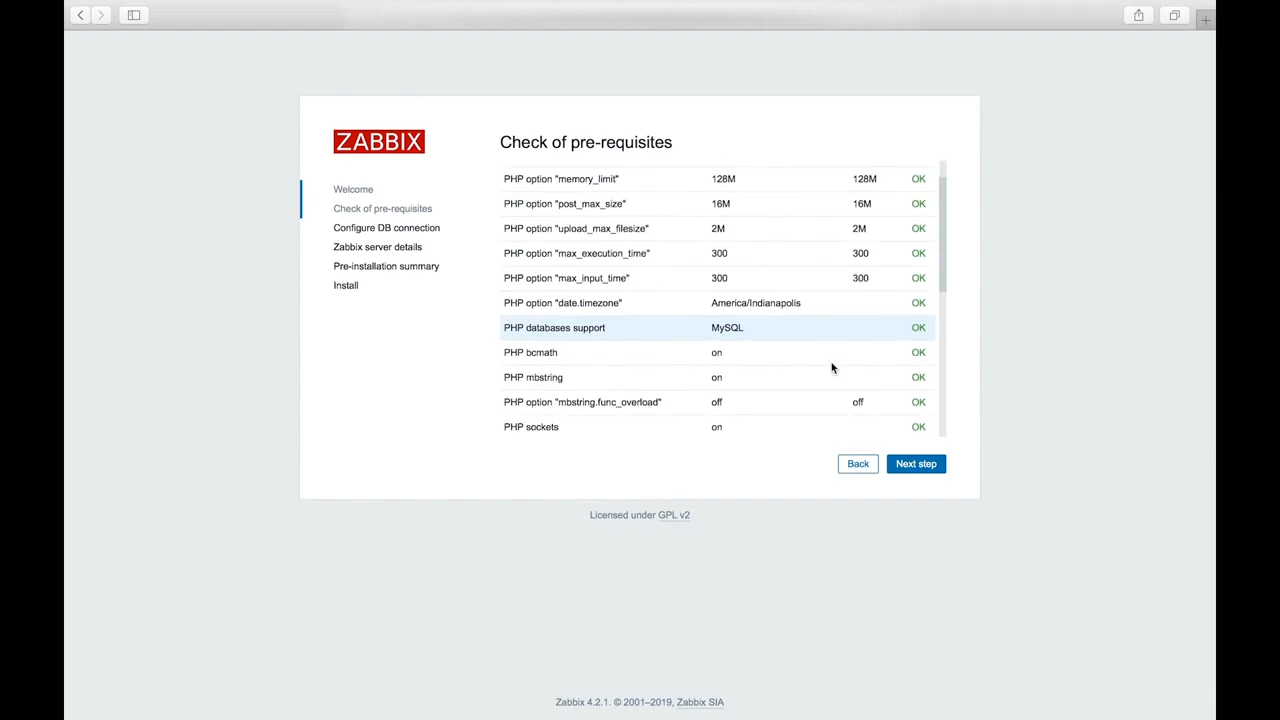 ZABBIX
Welcome
Check of pre-requisites
Configure DB connection
Zabbix server details
Pre-installation summary
Install
Check of pre-requisites
PHP option "memory_limit" 128M 128M OK
PHP option "post_max_size" 16M 16M OK
PHP option "upload_max_filesize" 2M 2M OK
PHP option "max_execution_time" 300 300 OK
PHP option "max_input_time" 300 300 OK
PHP option "date.timezone" America/Indianapolis OK
PHP databases support MySQL OK
PHP bcmath on OK
PHP mbstring on OK
PHP option "mbstring.func_overload" off off OK
PHP sockets on OK
Back Next step
Licensed under GPL v2
Zabbix 4.2.1. © 2001–2019, Zabbix SIA